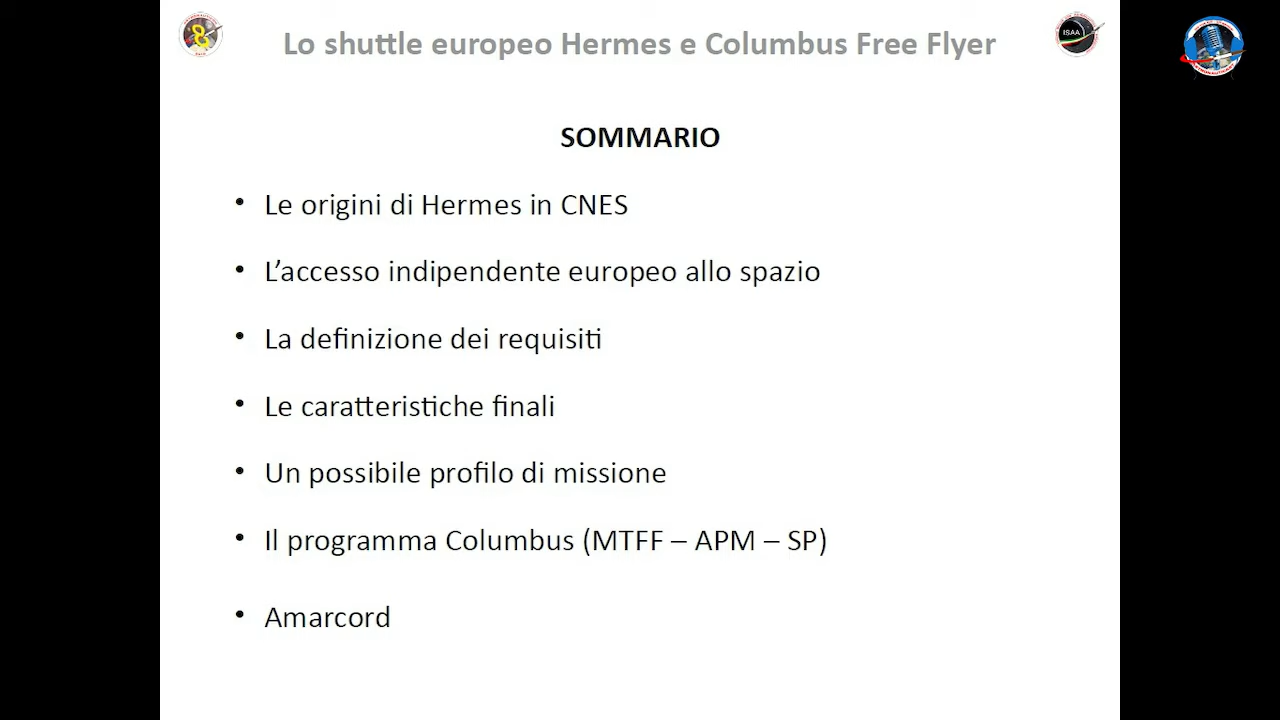 Lo shuttle europeo Hermes e Columbus Free Flyer
ISAA
SOMMARIO
• Le origini di Hermes in CNES
• L’accesso indipendente europeo allo spazio
• La definizione dei requisiti
• Le caratteristiche finali
• Un possibile profilo di missione
• Il programma Columbus (MTFF – APM – SP)
• Amarcord